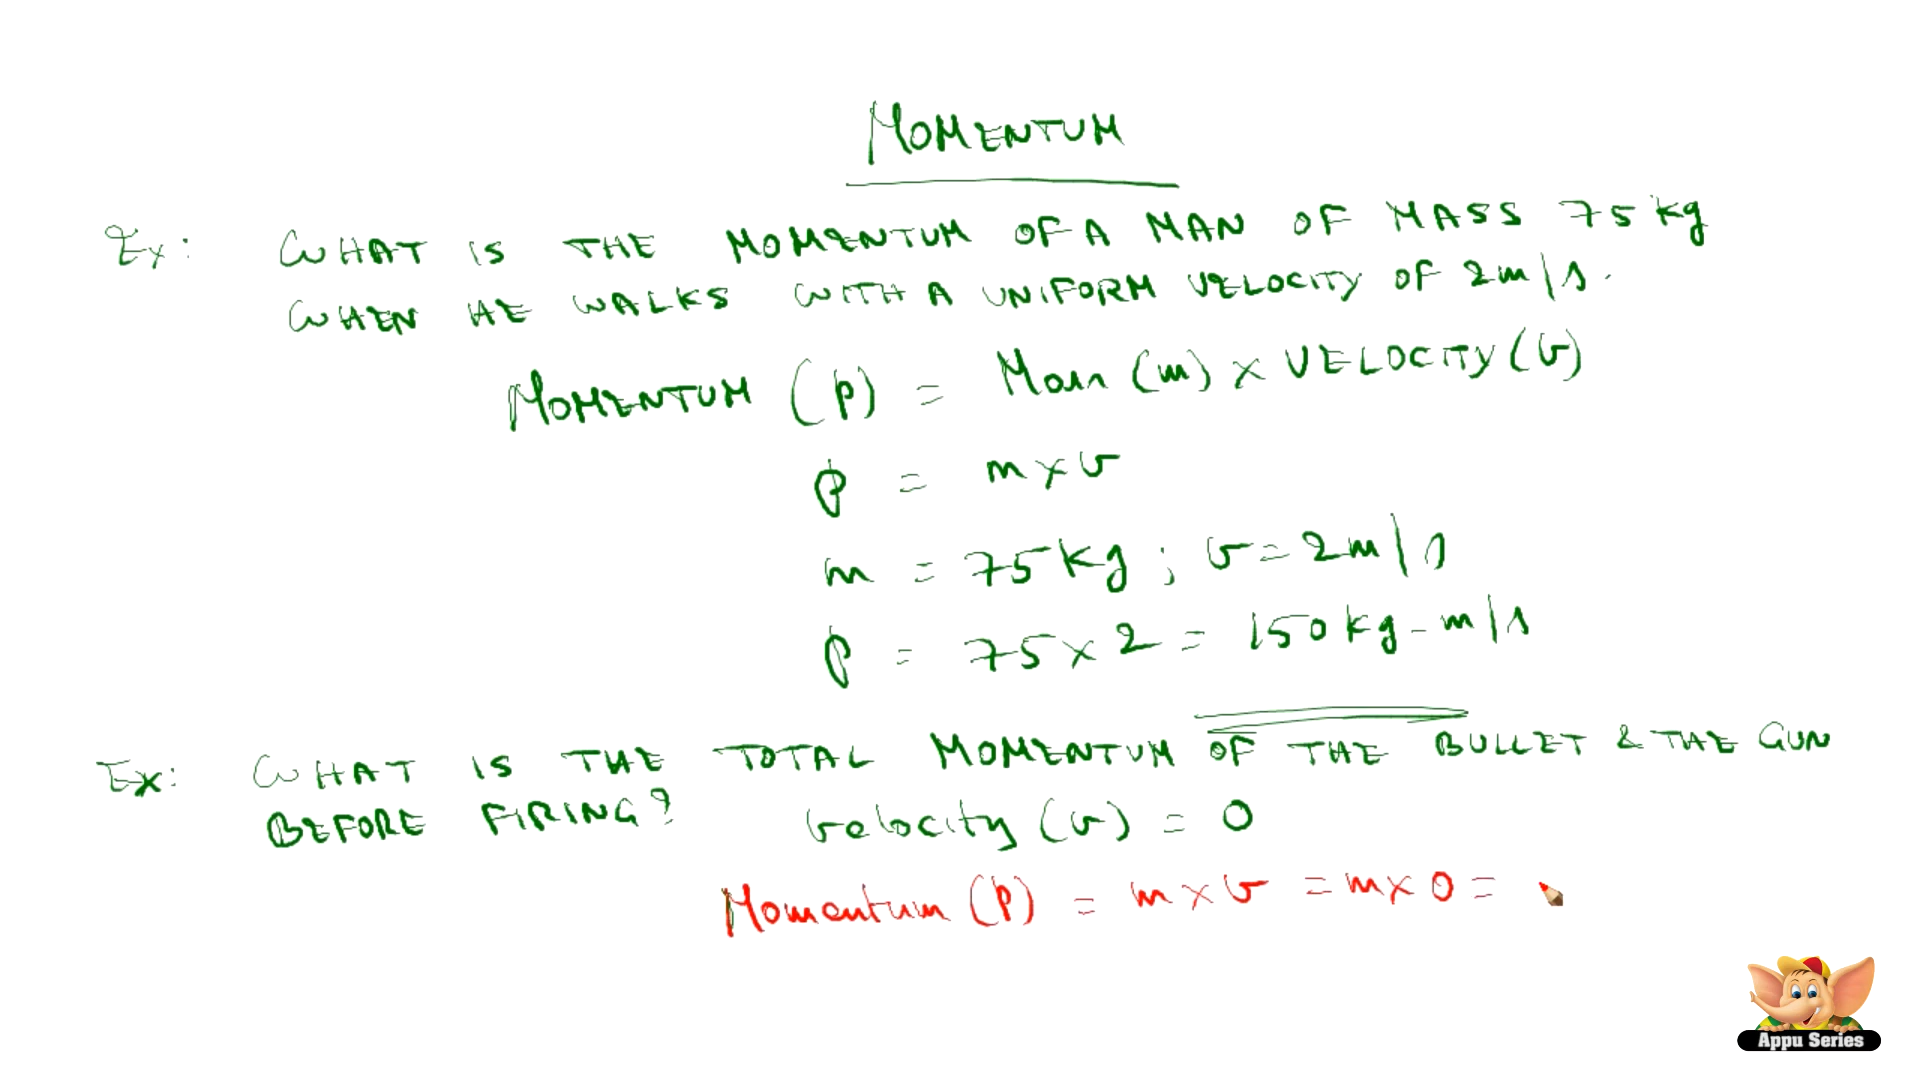 MOMENTUM
Ex: WHAT IS THE MOMENTUM OF A MAN OF MASS 75 kg
WHEN HE WALKS WITH A UNIFORM VELOCITY OF 2m/s.
MOMENTUM (p) = Mass (m) x VELOCITY (v)
p = m x v
m = 75 kg ; v = 2m/s
p = 75 x 2 = 150 kg-m/s
Ex: WHAT IS THE TOTAL MOMENTUM OF THE BULLET & THE GUN
BEFORE FIRING? velocity (v) = 0
Momentum (p) = m x v = m x 0 =
Appu Series